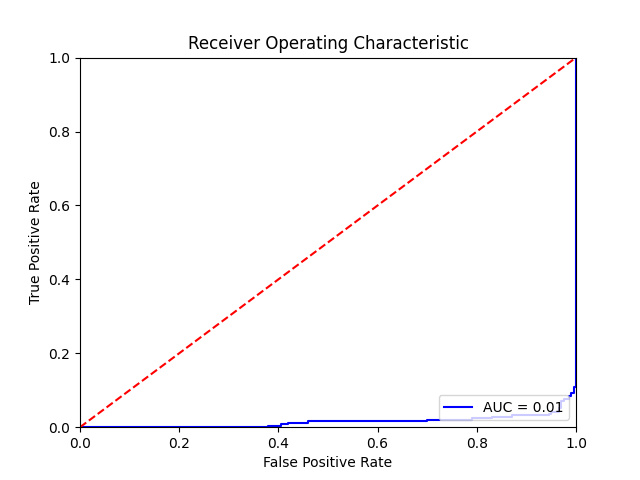 Receiver Operating Characteristic
1.0
0.8
0.6
0.4
0.2
0.0
True Positive Rate
AUC = 0.01
0.0 0.2 0.4 0.6 0.8 1.0
False Positive Rate